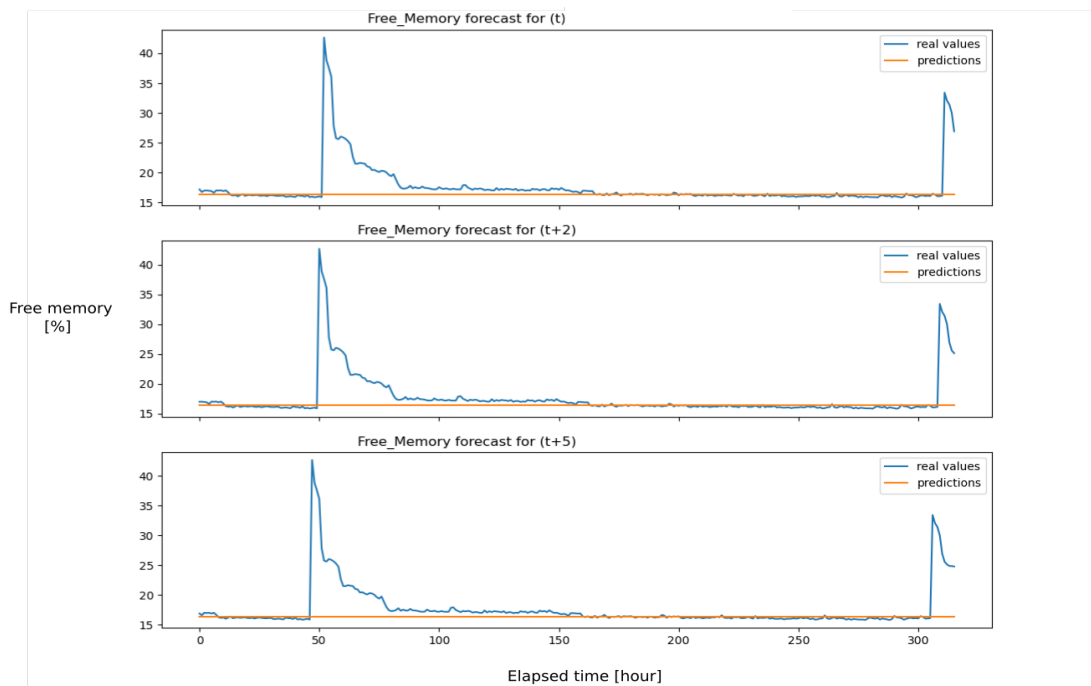 Free_Memory forecast for (t)
40
35
30
25
20
15
real values
predictions
Free_Memory forecast for (t+2)
40
35
30
25
20
15
real values
predictions
Free memory
[%]
Free_Memory forecast for (t+5)
40
35
30
25
20
15
real values
predictions
0 50 100 150 200 250 300
Elapsed time [hour]